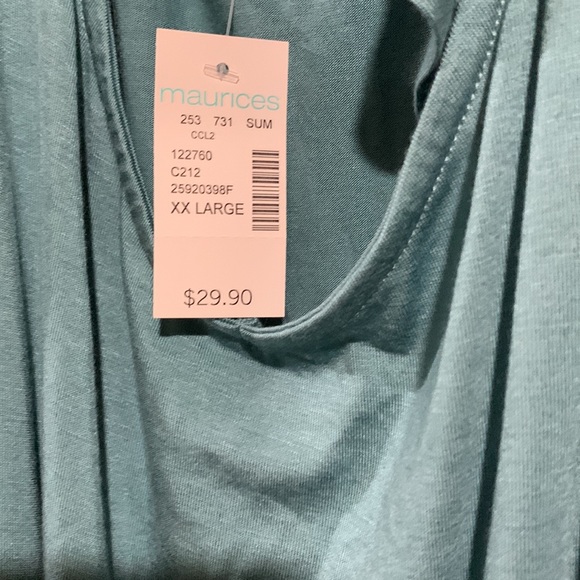 maurices
253 731 SUM
CCL2
122760
C212
25920398F
XX LARGE
$29.90